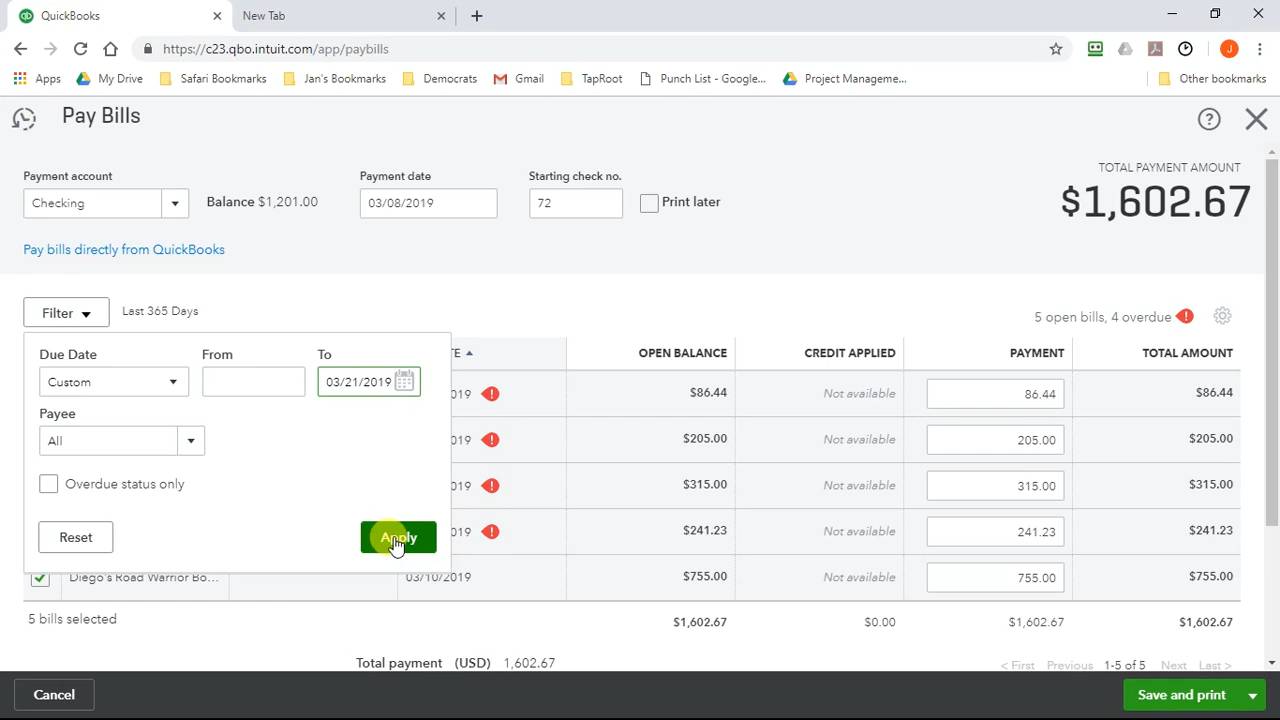 QuickBooks
New Tab
https://c23.qbo.intuit.com/app/paybills
Apps My Drive Safari Bookmarks Jan's Bookmarks Democrats Gmail TapRoot Punch List - Google... Project Manageme... Other bookmarks
J
Pay Bills
Payment account
Checking
Balance $1,201.00
Payment date
03/08/2019
Starting check no.
72
Print later
TOTAL PAYMENT AMOUNT
$1,602.67
Pay bills directly from QuickBooks
Filter
Last 365 Days
5 open bills, 4 overdue
Due Date From To
Custom 03/21/2019
Payee
All
Overdue status only
Reset Apply
TE OPEN BALANCE CREDIT APPLIED PAYMENT TOTAL AMOUNT
019 $86.44 Not available 86.44 $86.44
019 $205.00 Not available 205.00 $205.00
019 $315.00 Not available 315.00 $315.00
019 $241.23 Not available 241.23 $241.23
Diego's Road Warrior Bo... 03/10/2019 $755.00 Not available 755.00 $755.00
5 bills selected $1,602.67 $0.00 $1,602.67 $1,602.67
Total payment (USD) 1,602.67
< First Previous 1-5 of 5 Next Last >
Cancel
Save and print